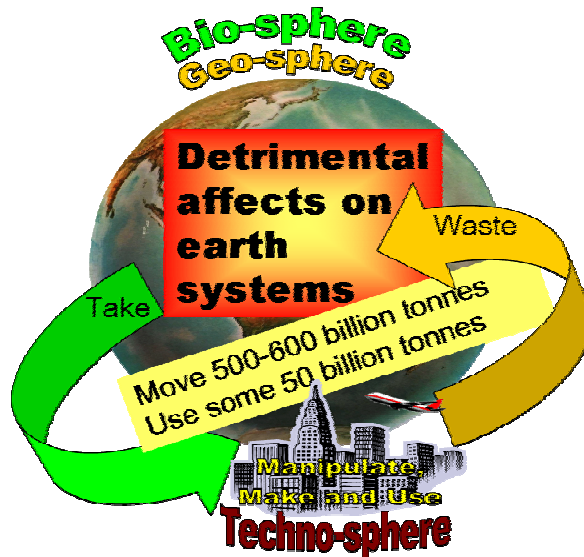 Bio-sphere
Geo-sphere
Detrimental
affects on
earth
systems
Waste
Take
Move 500-600 billion tonnes
Use some 50 billion tonnes
Manipulate,
Make and Use
Techno-sphere